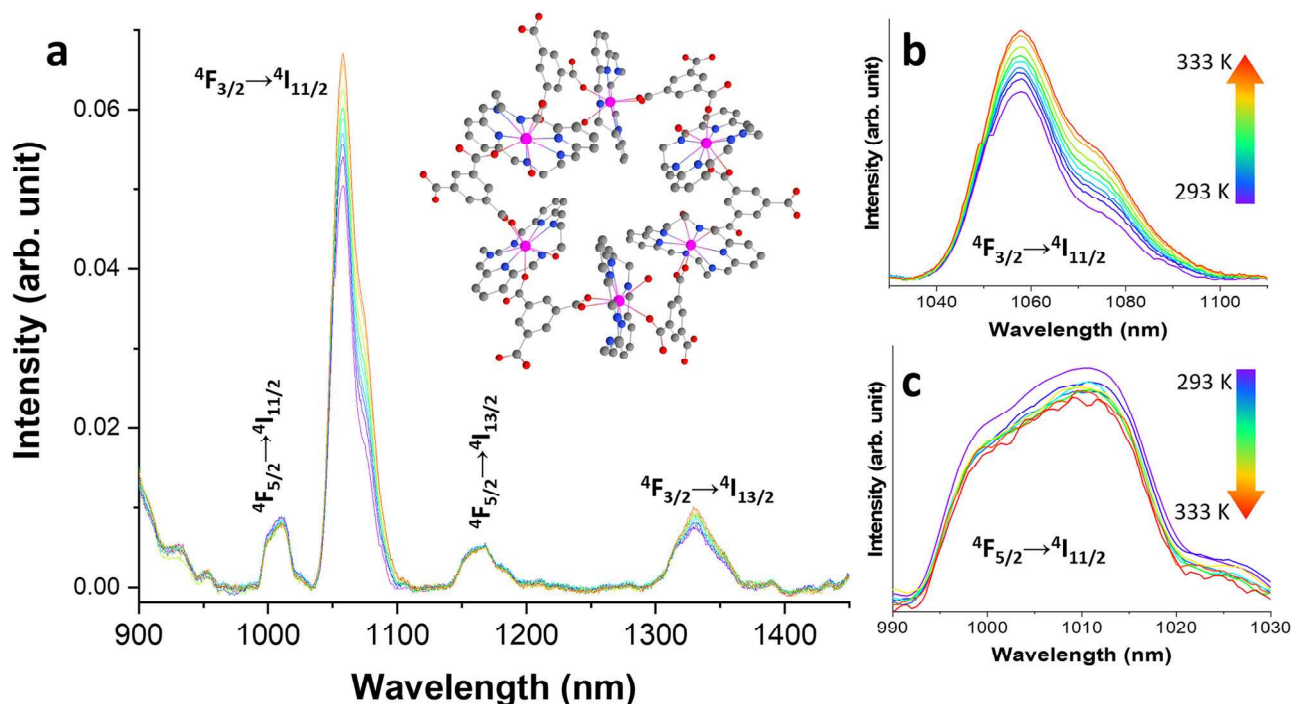 a
⁴F₃/₂→⁴I₁₁/₂
⁴F₅/₂→⁴I₁₁/₂
⁴F₅/₂→⁴I₁₃/₂
⁴F₃/₂→⁴I₁₃/₂
Intensity (arb. unit)
0.06
0.04
0.02
0.00
900
1000
1100
1200
1300
1400
Wavelength (nm)
b
333 K
293 K
⁴F₃/₂→⁴I₁₁/₂
Intensity (arb. unit)
1040
1060
1080
1100
Wavelength (nm)
c
293 K
333 K
⁴F₅/₂→⁴I₁₁/₂
Intensity (arb. unit)
990
1000
1010
1020
1030
Wavelength (nm)